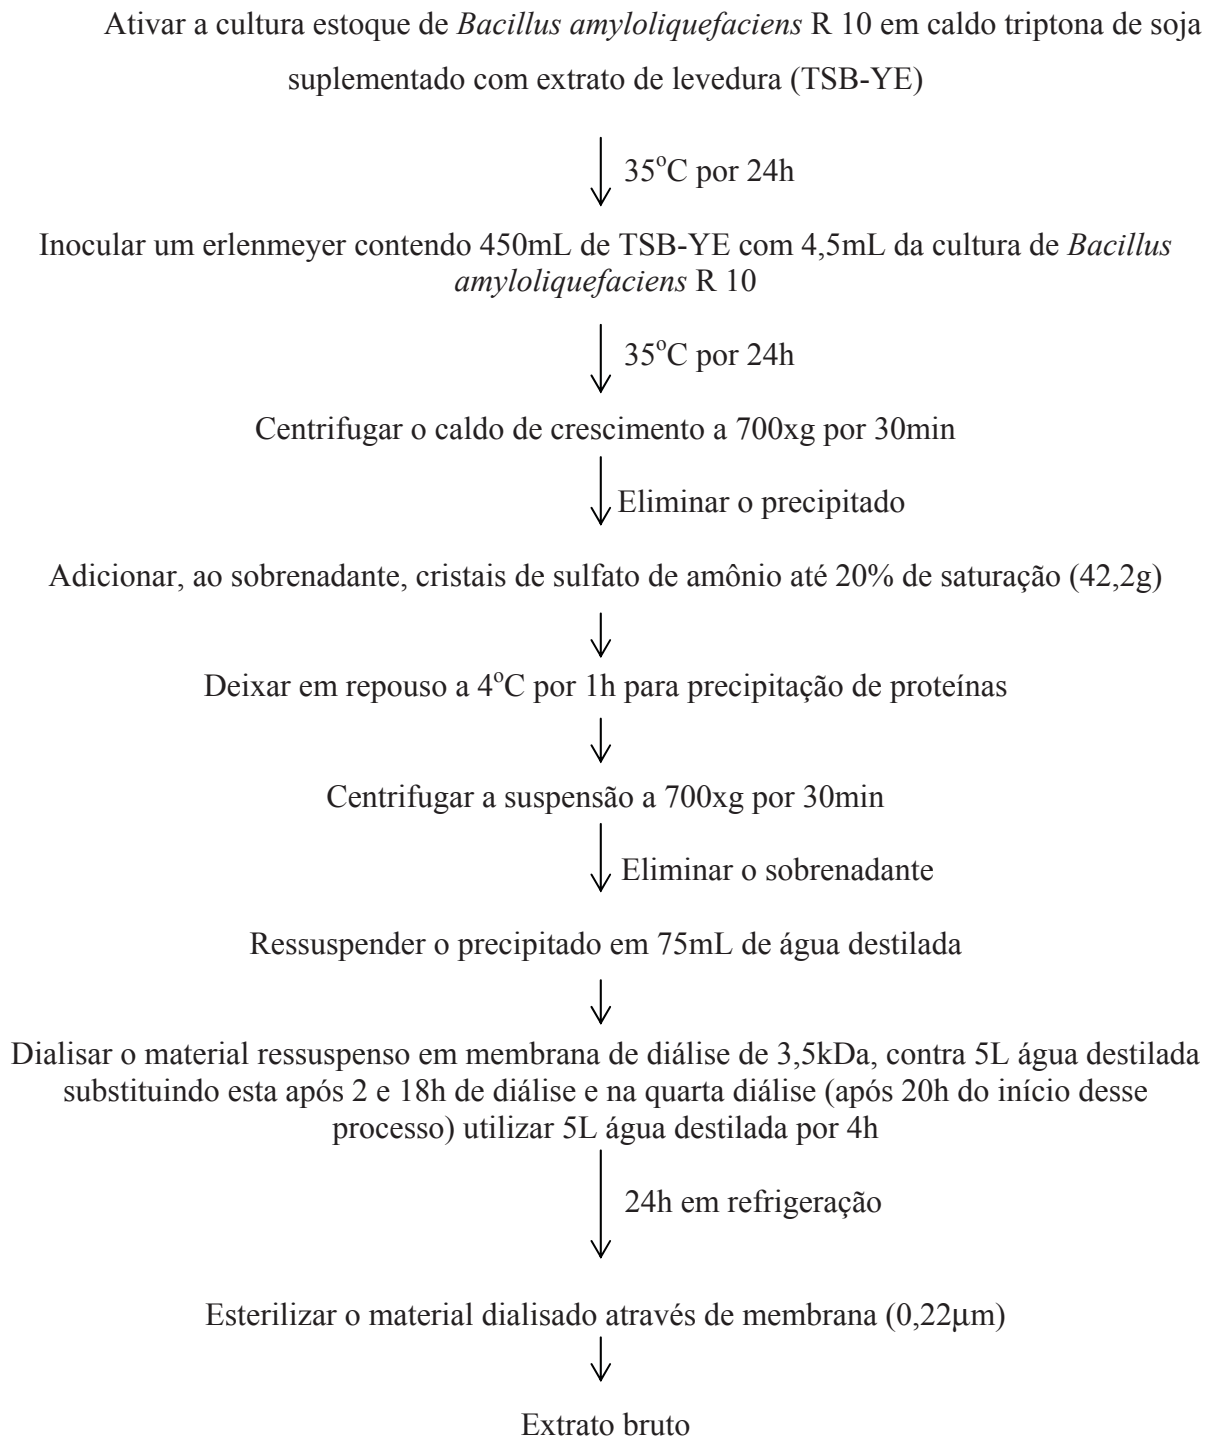 Ativar a cultura estoque de Bacillus amyloliquefaciens R 10 em caldo triptona de soja
suplementado com extrato de levedura (TSB-YE)
35°C por 24h
Inocular um erlenmeyer contendo 450mL de TSB-YE com 4,5mL da cultura de Bacillus
amyloliquefaciens R 10
35°C por 24h
Centrifugar o caldo de crescimento a 700xg por 30min
Eliminar o precipitado
Adicionar, ao sobrenadante, cristais de sulfato de amônio até 20% de saturação (42,2g)
Deixar em repouso a 4°C por 1h para precipitação de proteínas
Centrifugar a suspensão a 700xg por 30min
Eliminar o sobrenadante
Ressuspender o precipitado em 75mL de água destilada
Dialisar o material ressuspenso em membrana de diálise de 3,5kDa, contra 5L água destilada
substituindo esta após 2 e 18h de diálise e na quarta diálise (após 20h do início desse
processo) utilizar 5L água destilada por 4h
24h em refrigeração
Esterilizar o material dialisado através de membrana (0,22µm)
Extrato bruto